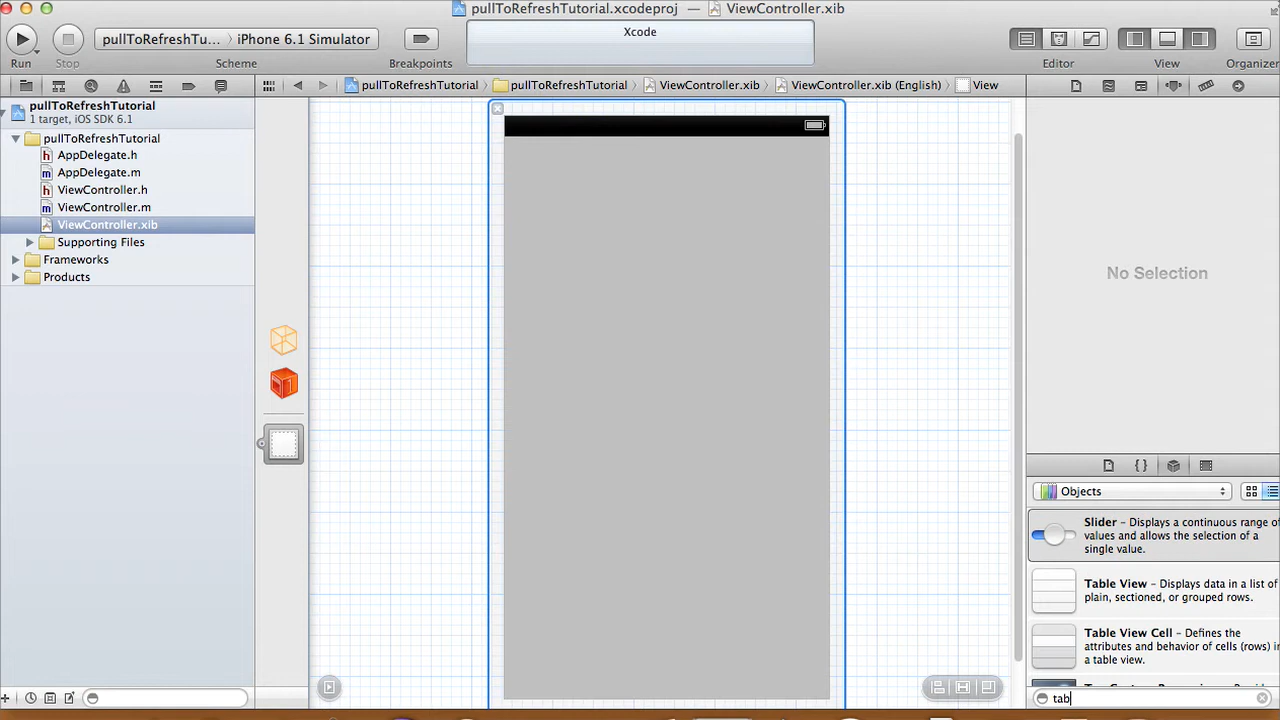 pullToRefreshTutorial.xcodeproj — ViewController.xib
Xcode
pullToRefreshTu... iPhone 6.1 Simulator
Run Stop Scheme Breakpoints Editor View Organizer
pullToRefreshTutorial pullToRefreshTutorial ViewController.xib ViewController.xib (English) View
pullToRefreshTutorial
1 target, iOS SDK 6.1
pullToRefreshTutorial
AppDelegate.h
AppDelegate.m
ViewController.h
ViewController.m
ViewController.xib
Supporting Files
Frameworks
Products
No Selection
Objects
Slider – Displays a continuous range of
values and allows the selection of a
single value.
Table View – Displays data in a list of
plain, sectioned, or grouped rows.
Table View Cell – Defines the
attributes and behavior of cells (rows) in
a table view.
tab